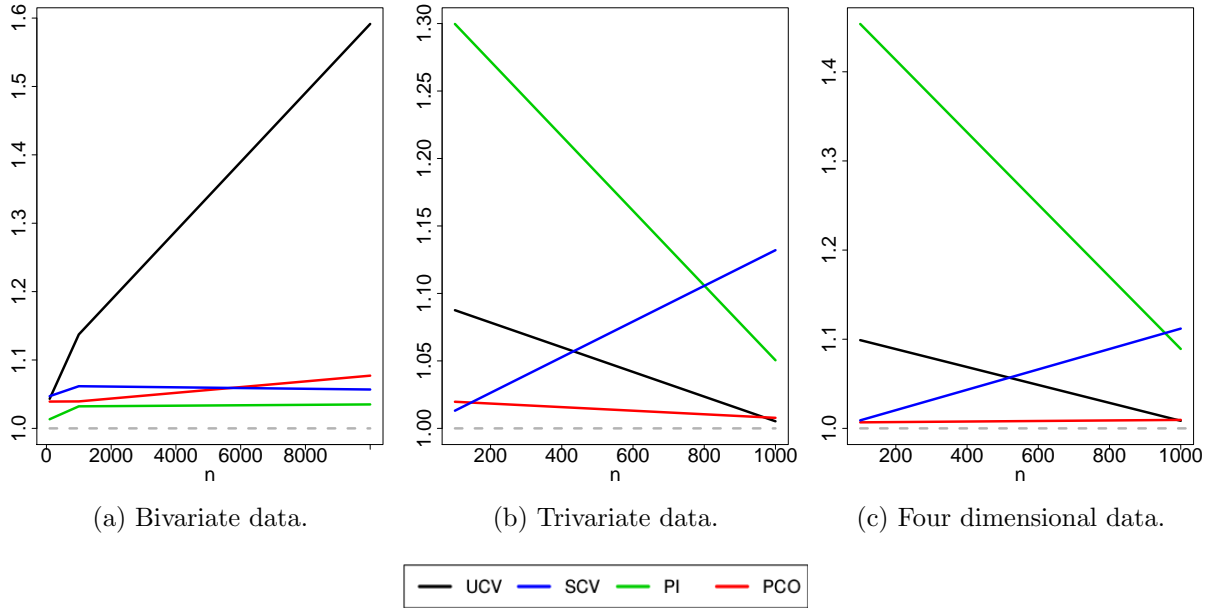 1.0 1.1 1.2 1.3 1.4 1.5 1.6
0 2000 4000 6000 8000
n
(a) Bivariate data.
1.00 1.05 1.10 1.15 1.20 1.25 1.30
200 400 600 800 1000
n
(b) Trivariate data.
1.0 1.1 1.2 1.3 1.4
200 400 600 800 1000
n
(c) Four dimensional data.
UCV SCV PI PCO